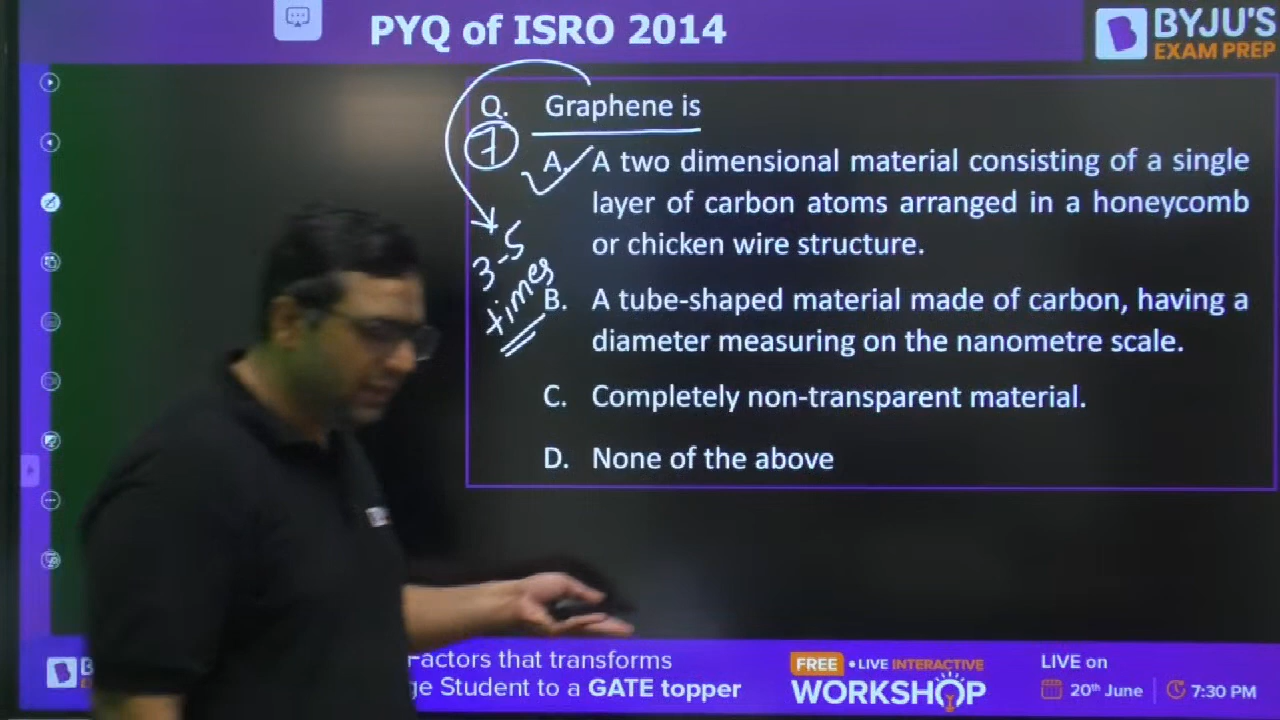 PYQ of ISRO 2014
BYJU'S
EXAM PREP
Q. Graphene is
7
A. A two dimensional material consisting of a single
layer of carbon atoms arranged in a honeycomb
or chicken wire structure.
3-5
times
B. A tube-shaped material made of carbon, having a
diameter measuring on the nanometre scale.
C. Completely non-transparent material.
D. None of the above
Factors that transforms
ge Student to a GATE topper
FREE • LIVE INTERACTIVE
WORKSHOP
LIVE on
20th June
7:30 PM